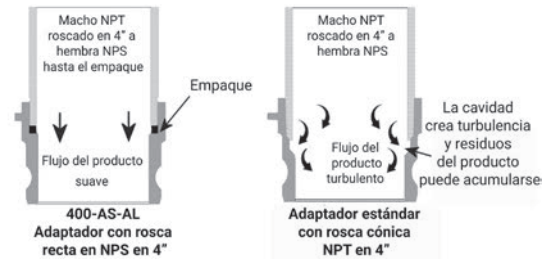 Macho NPT
roscado en 4" a
hembra NPS
hasta el empaque
Empaque
Flujo del producto
suave
400-AS-AL
Adaptador con rosca
recta en NPS en 4"
Macho NPT
roscado en 4" a
hembra NPS
Flujo del
producto
turbulento
La cavidad
crea turbulencia
y residuos
del producto
puede acumularse
Adaptador estándar
con rosca cónica
NPT en 4"